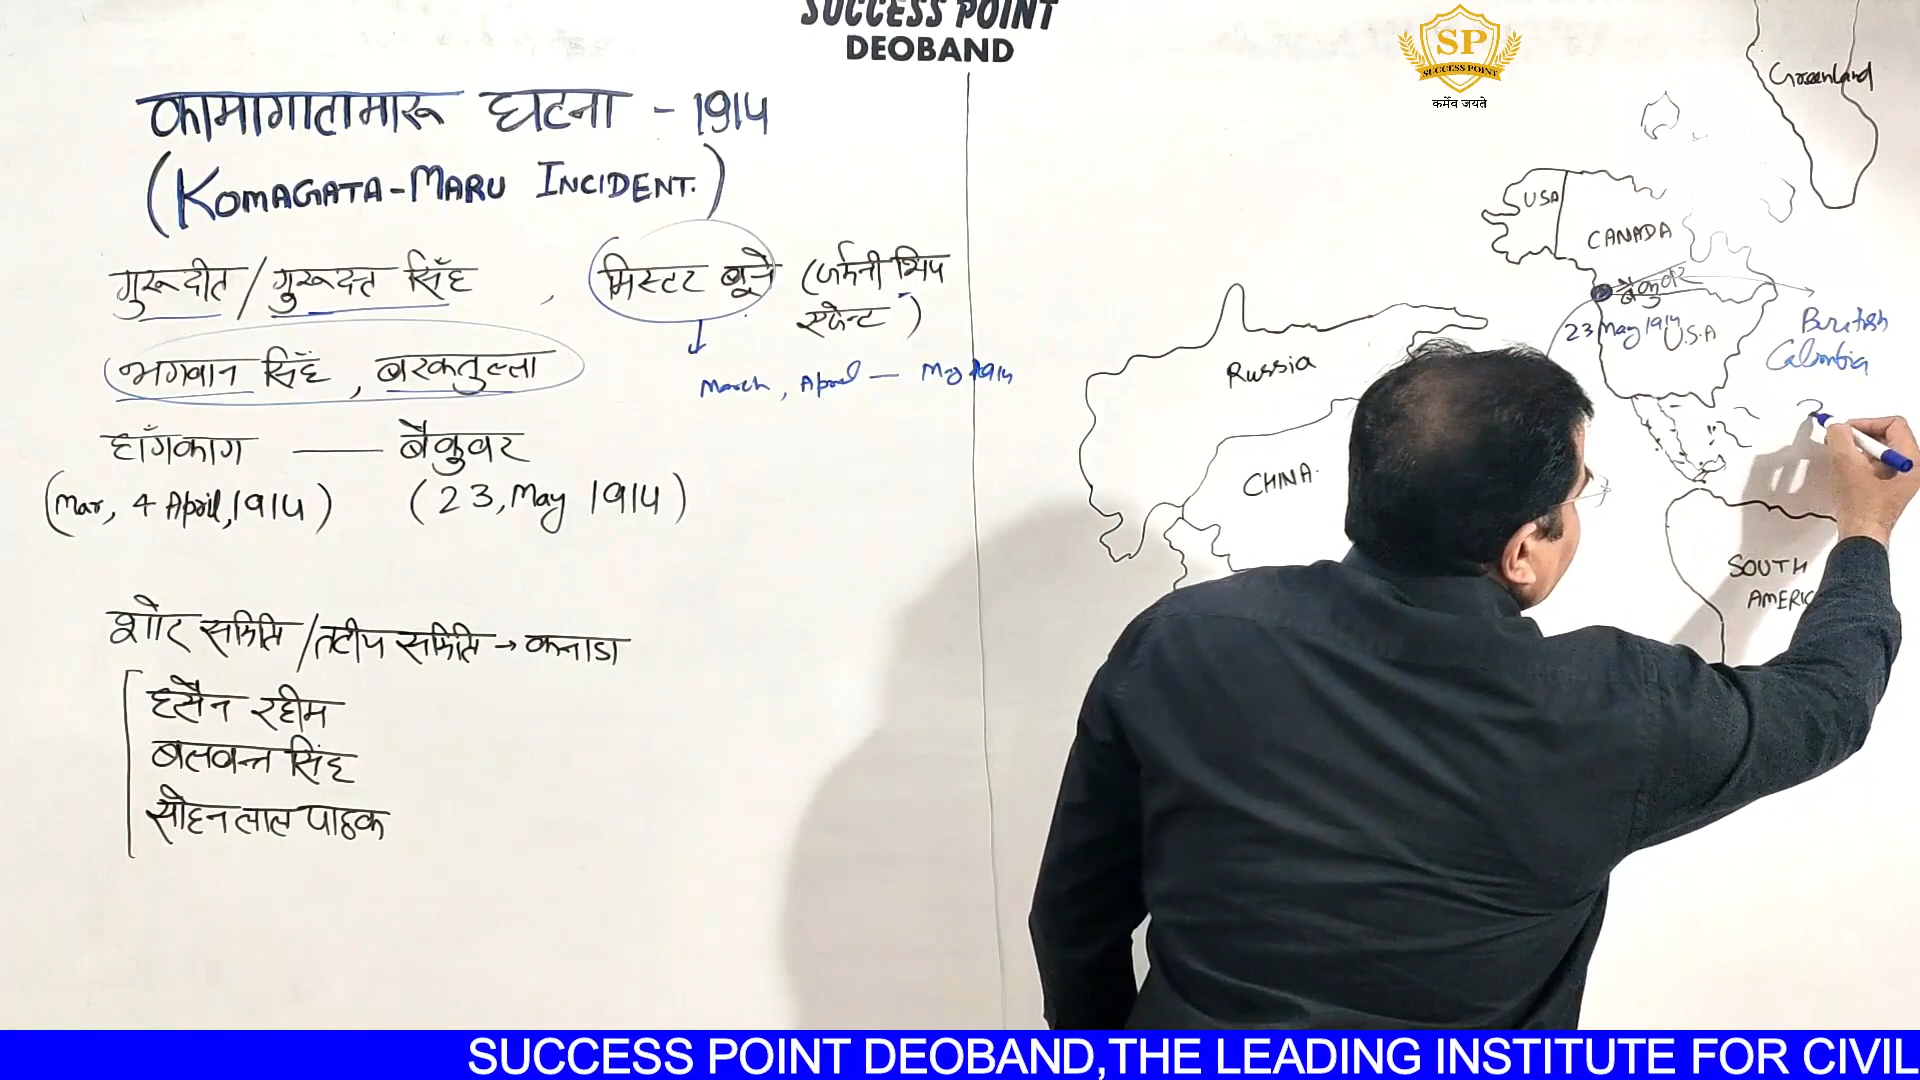 SUCCESS POINT
DEOBAND
SP
SUCCESS POINT
कर्मेव जयते
कामागाटामारू घटना - 1914
(KOMAGATA-MARU INCIDENT.)
गुरूदीत / गुरूदत्त सिँह , मिस्टर बूने (जर्मनी शिप
एजेन्ट)
भगवान सिँह , बरकतुल्ला
March, April — May 1914
हाँगकाग — बैंकुवर
(Mar, 4 April, 1914) (23, May 1914)
शोर समिति / तटीय समिति → कनाडा
हुसैन रहीम
बलवन्त सिंह
सोहनलाल पाठक
Greenland
USA
CANADA
बैंकुवर
23 May 1914
U.S.A
British
Calombia
Russia
CHINA.
SOUTH
AMERIC
SUCCESS POINT DEOBAND,THE LEADING INSTITUTE FOR CIVIL